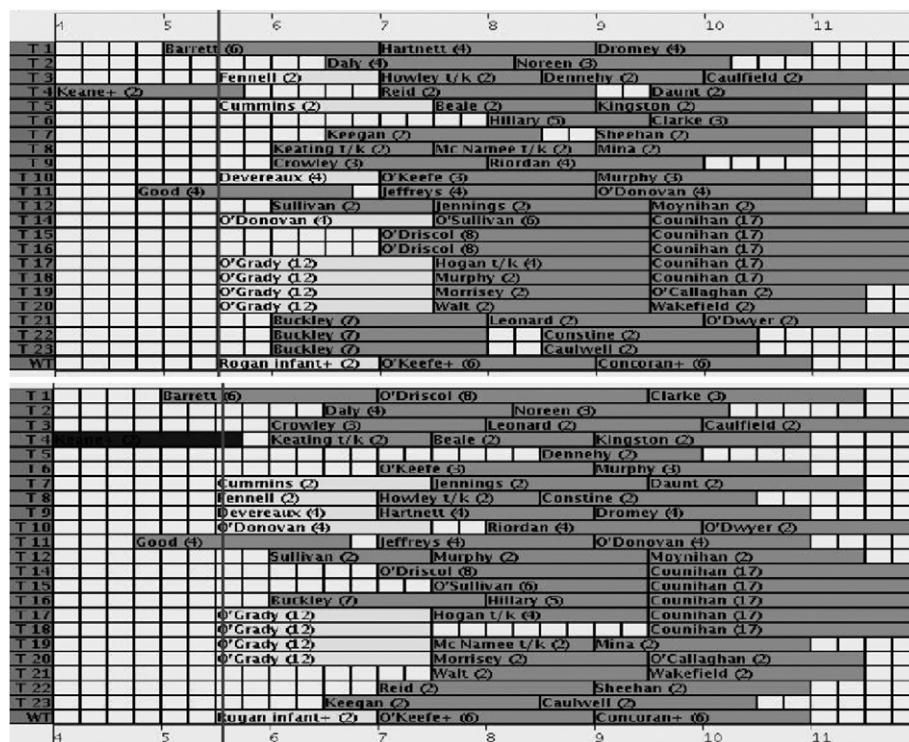 4 5 6 7 8 9 10 11
T 1 Barrett (6) Hartnett (4) Dromey (4)
T 2 Daly (4) Noreen (3)
T 3 Fennell (2) Howley t/k (2) Dennehy (2) Caulfield (2)
T 4 Keane+ (2) Reid (2) Daunt (2)
T 5 Cummins (2) Beale (2) Kingston (2)
T 6 Hillary (5) Clarke (3)
T 7 Keegan (2) Sheehan (2)
T 8 Keating t/k (2) Mc Namee t/k (2) Mina (2)
T 9 Crowley (3) Riordan (4)
T 10 Devereaux (4) O'Keefe (3) Murphy (3)
T 11 Good (4) Jeffreys (4) O'Donovan (4)
T 12 Sullivan (2) Jennings (2) Moynihan (2)
T 14 O'Donovan (4) O'Sullivan (6) Counihan (17)
T 15 O'Driscol (8) Counihan (17)
T 16 O'Driscol (8) Counihan (17)
T 17 O'Grady (12) Hogan t/k (4) Counihan (17)
T 18 O'Grady (12) Murphy (2) Counihan (17)
T 19 O'Grady (12) Morrisey (2) O'Callaghan (2)
T 20 O'Grady (12) Walt (2) Wakefield (2)
T 21 Buckley (7) Leonard (2) O'Dwyer (2)
T 22 Buckley (7) Constine (2)
T 23 Buckley (7) Caulwell (2)
WT Rogan infant+ (2) O'Keefe+ (6) Concoran+ (6)
T 1 Barrett (6) O'Driscol (8) Clarke (3)
T 2 Daly (4) Noreen (3)
T 3 Crowley (3) Leonard (2) Caulfield (2)
T 4 Keane+ (2) Keating t/k (2) Beale (2) Kingston (2)
T 5 Dennehy (2)
T 6 O'Keefe (3) Murphy (3)
T 7 Cummins (2) Jennings (2) Daunt (2)
T 8 Fennell (2) Howley t/k (2) Constine (2)
T 9 Devereaux (4) Hartnett (4) Dromey (4)
T 10 O'Donovan (4) Riordan (4) O'Dwyer (2)
T 11 Good (4) Jeffreys (4) O'Donovan (4)
T 12 Sullivan (2) Murphy (2) Moynihan (2)
T 14 O'Driscol (8) Counihan (17)
T 15 O'Sullivan (6) Counihan (17)
T 16 Buckley (7) Hillary (5) Counihan (17)
T 17 O'Grady (12) Hogan t/k (4) Counihan (17)
T 18 O'Grady (12) Counihan (17)
T 19 O'Grady (12) Mc Namee t/k (2) Mina (2)
T 20 O'Grady (12) Morrisey (2) O'Callaghan (2)
T 21 Walt (2) Wakefield (2)
T 22 Reid (2) Sheehan (2)
T 23 Keegan (2) Caulwell (2)
WT Rogan infant+ (2) O'Keefe+ (6) Concoran+ (6)
4 5 6 7 8 9 10 11